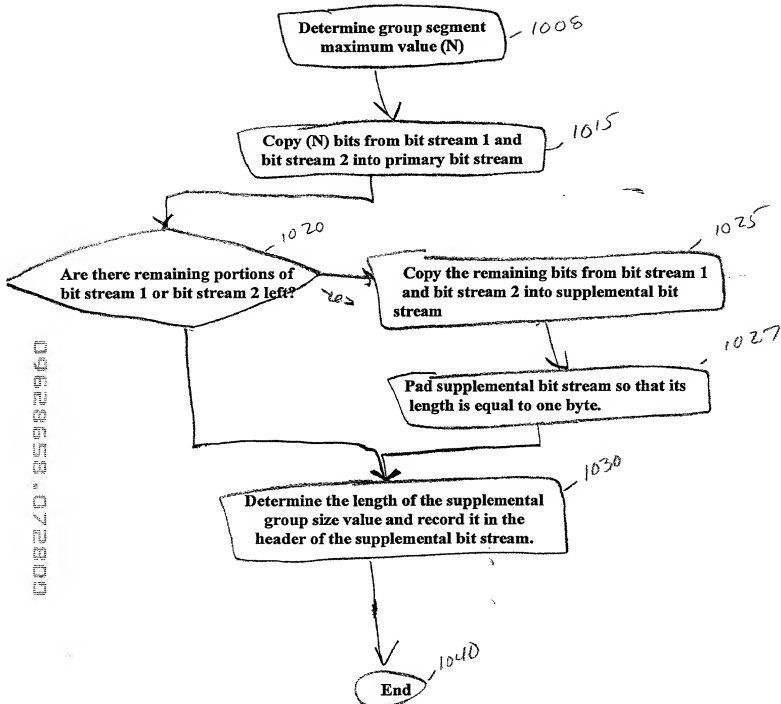 Determine group segment
maximum value (N)
1008
Copy (N) bits from bit stream 1 and
bit stream 2 into primary bit stream
1015
1020
Are there remaining portions of
bit stream 1 or bit stream 2 left?
yes
1025
Copy the remaining bits from bit stream 1
and bit stream 2 into supplemental bit
stream
1027
Pad supplemental bit stream so that its
length is equal to one byte.
1030
Determine the length of the supplemental
group size value and record it in the
header of the supplemental bit stream.
1040
End
09628658.072800